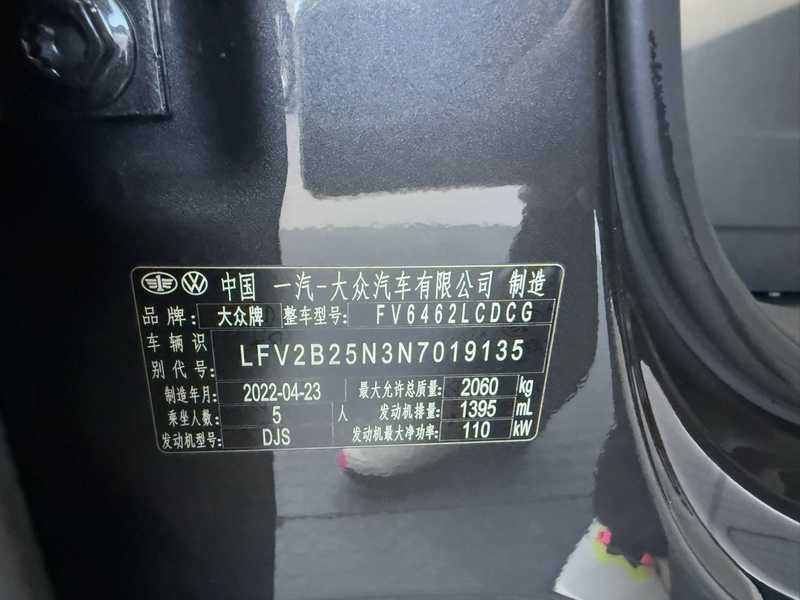 中国 一汽-大众汽车有限公司 制造
品牌: 大众牌 整车型号: FV6462LCDCG
车辆识别代号: LFV2B25N3N7019135
制造年月: 2022-04-23 最大允许总质量: 2060 kg
乘坐人数: 5 人 发动机排量: 1395 mL
发动机型号: DJS 发动机最大净功率: 110 kW